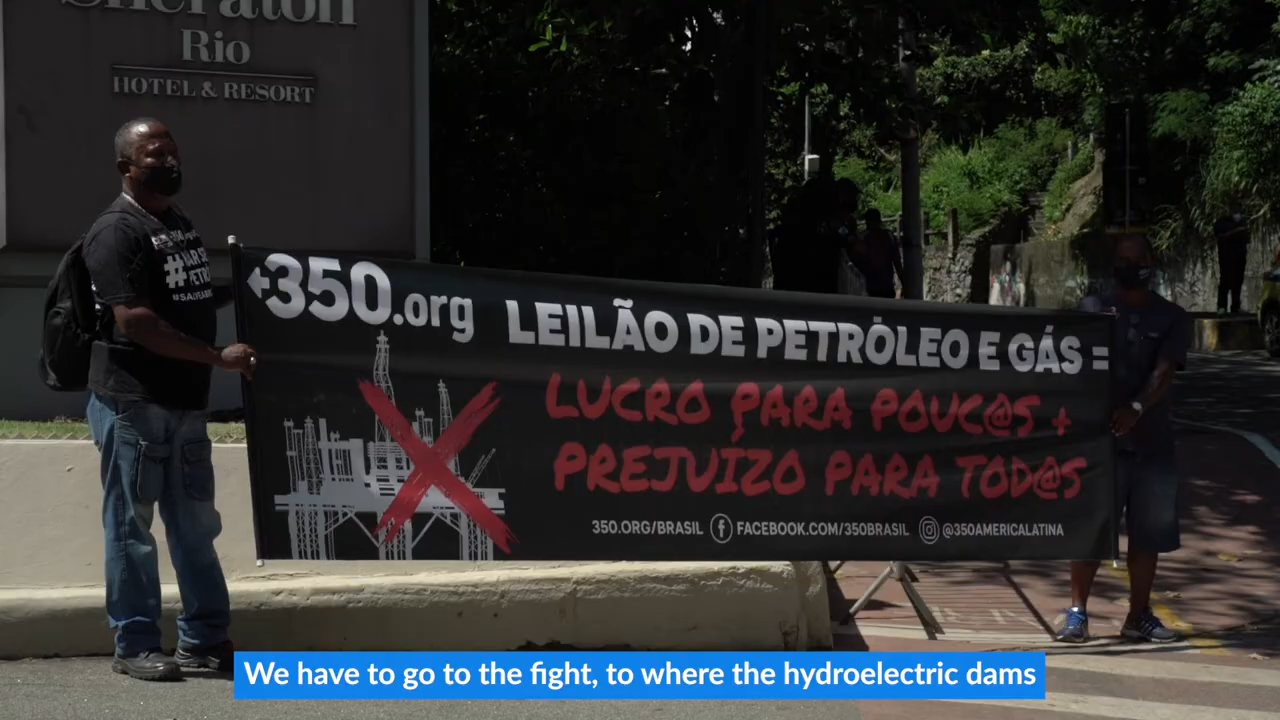 Sheraton
Rio
HOTEL & RESORT
350.org
LEILÃO DE PETRÓLEO E GÁS =
LUCRO PARA POUC@S +
PREJUÍZO PARA TOD@S
350.ORG/BRASIL FACEBOOK.COM/350BRASIL @350AMERICALATINA
We have to go to the fight, to where the hydroelectric dams